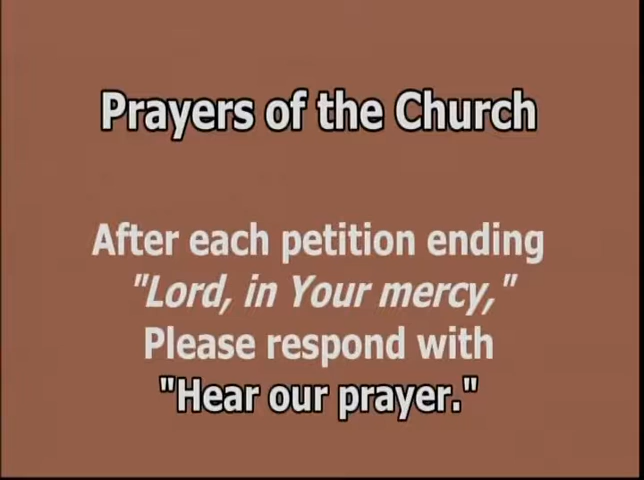 Prayers of the Church
After each petition ending
"Lord, in Your mercy,"
Please respond with
"Hear our prayer."